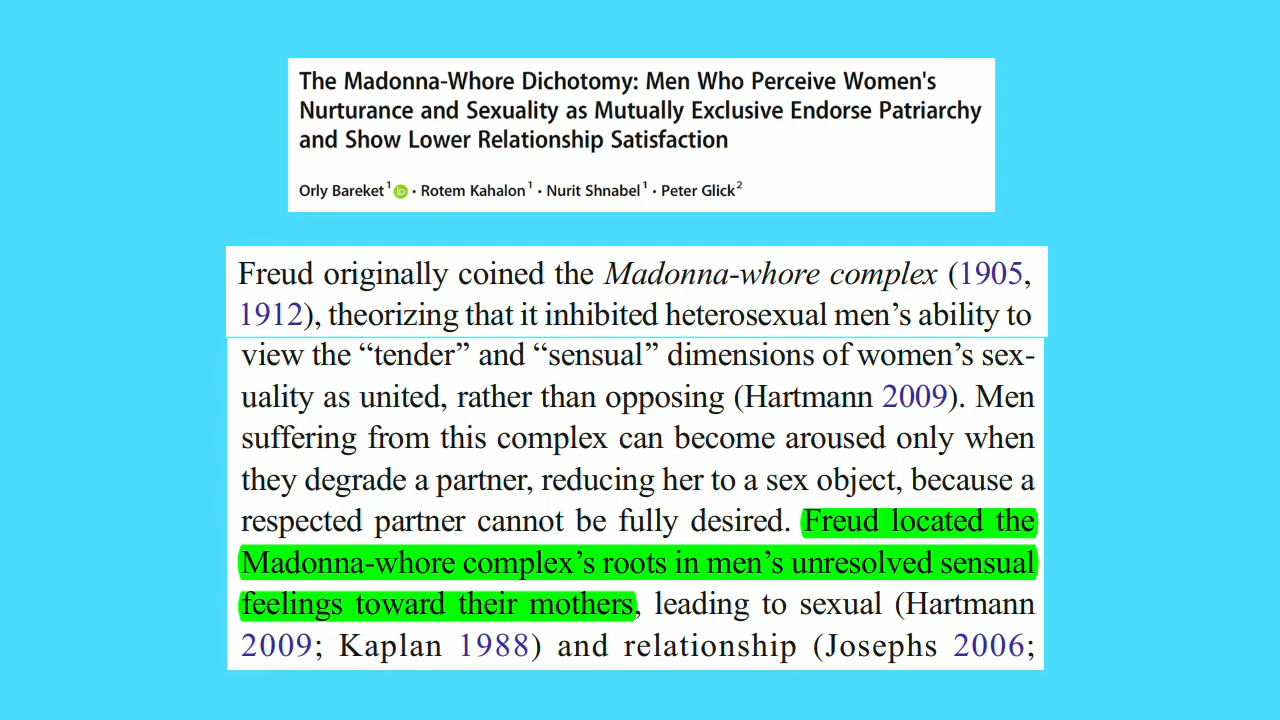 The Madonna-Whore Dichotomy: Men Who Perceive Women's
Nurturance and Sexuality as Mutually Exclusive Endorse Patriarchy
and Show Lower Relationship Satisfaction
Orly Bareket¹ iD · Rotem Kahalon¹ · Nurit Shnabel¹ · Peter Glick²
Freud originally coined the Madonna-whore complex (1905,
1912), theorizing that it inhibited heterosexual men’s ability to
view the “tender” and “sensual” dimensions of women’s sex-
uality as united, rather than opposing (Hartmann 2009). Men
suffering from this complex can become aroused only when
they degrade a partner, reducing her to a sex object, because a
respected partner cannot be fully desired. Freud located the
Madonna-whore complex’s roots in men’s unresolved sensual
feelings toward their mothers, leading to sexual (Hartmann
2009; Kaplan 1988) and relationship (Josephs 2006;